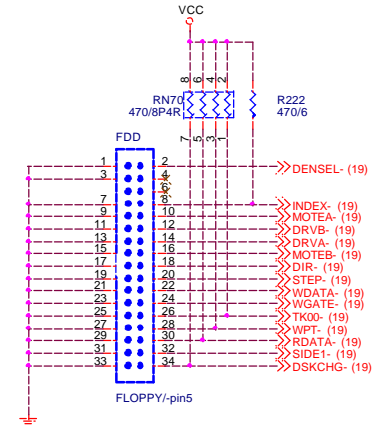 VCC
8 6 4 2
RN70
470/8P4R
R222
470/6
7 5 3 1
FDD
1 2 DENSEL- (19)
3 4
6
7 8 INDEX- (19)
9 10 MOTEA- (19)
11 12 DRVB- (19)
13 14 DRVA- (19)
15 16 MOTEB- (19)
17 18 DIR- (19)
19 20 STEP- (19)
21 22 WDATA- (19)
23 24 WGATE- (19)
25 26 TK00- (19)
27 28 WPT- (19)
29 30 RDATA- (19)
31 32 SIDE1- (19)
33 34 DSKCHG- (19)
FLOPPY/-pin5